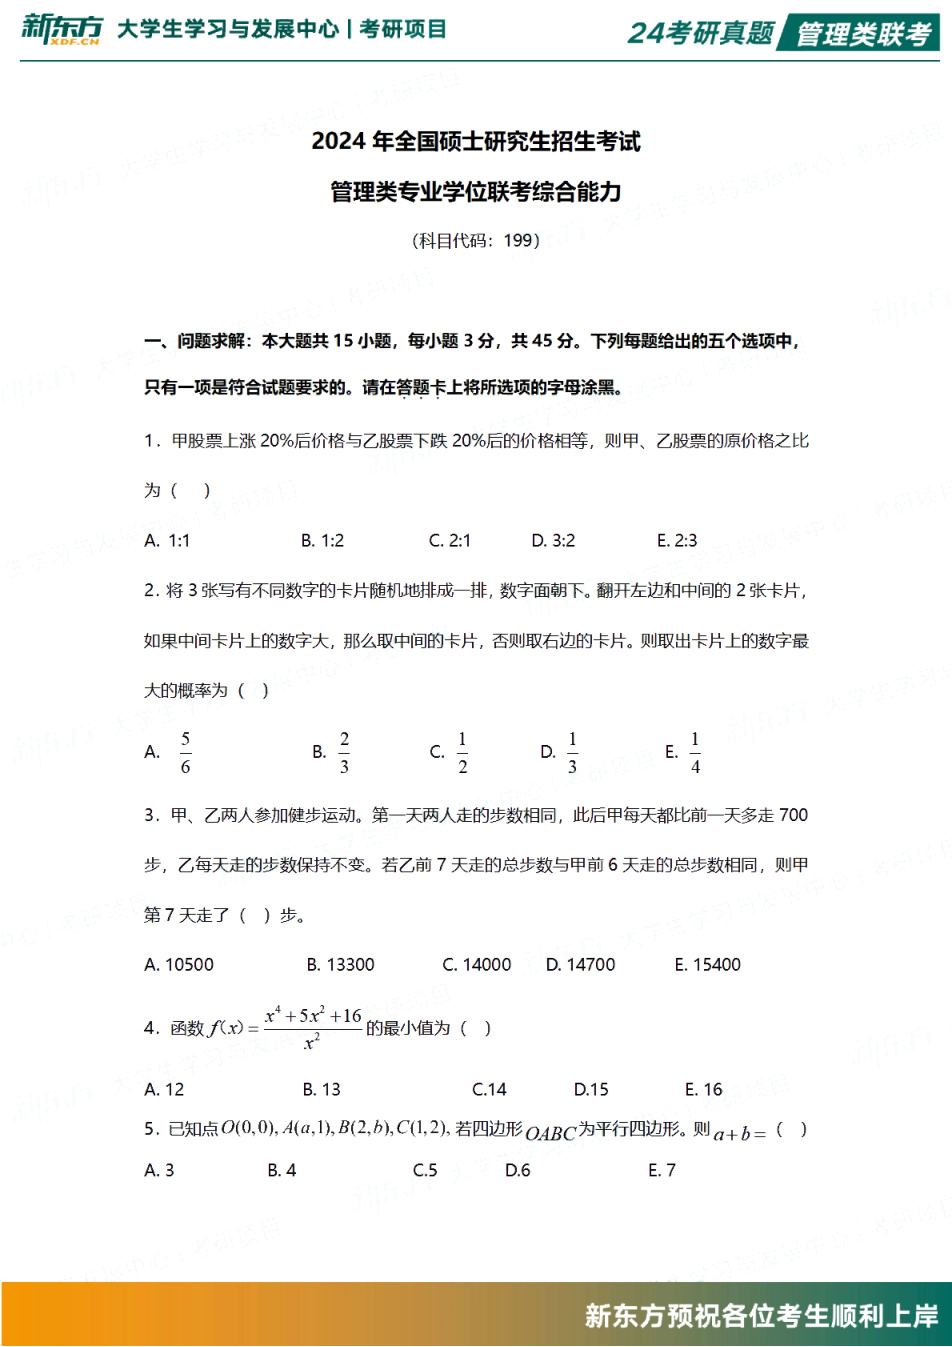 新东方 XDF.CN 大学生学习与发展中心 | 考研项目
24考研真题 管理类联考
2024 年全国硕士研究生招生考试
管理类专业学位联考综合能力
（科目代码：199）
一、问题求解：本大题共 15 小题，每小题 3 分，共 45 分。下列每题给出的五个选项中，
只有一项是符合试题要求的。请在答题卡上将所选项的字母涂黑。
1. 甲股票上涨 20%后价格与乙股票下跌 20%后的价格相等，则甲、乙股票的原价格之比
为（ ）
A. 1:1 B. 1:2 C. 2:1 D. 3:2 E. 2:3
2. 将 3 张写有不同数字的卡片随机地排成一排，数字面朝下。翻开左边和中间的 2 张卡片，
如果中间卡片上的数字大，那么取中间的卡片，否则取右边的卡片。则取出卡片上的数字最
大的概率为（ ）
A. 5/6 B. 2/3 C. 1/2 D. 1/3 E. 1/4
3. 甲、乙两人参加健步运动。第一天两人走的步数相同，此后甲每天都比前一天多走 700
步，乙每天走的步数保持不变。若乙前 7 天走的总步数与甲前 6 天走的总步数相同，则甲
第 7 天走了（ ）步。
A. 10500 B. 13300 C. 14000 D. 14700 E. 15400
4. 函数 f(x) = (x⁴+5x²+16)/x² 的最小值为（ ）
A. 12 B. 13 C.14 D.15 E. 16
5. 已知点O(0,0), A(a,1), B(2,b), C(1,2), 若四边形OABC为平行四边形。则 a+b=（ ）
A. 3 B. 4 C.5 D.6 E. 7
新东方预祝各位考生顺利上岸